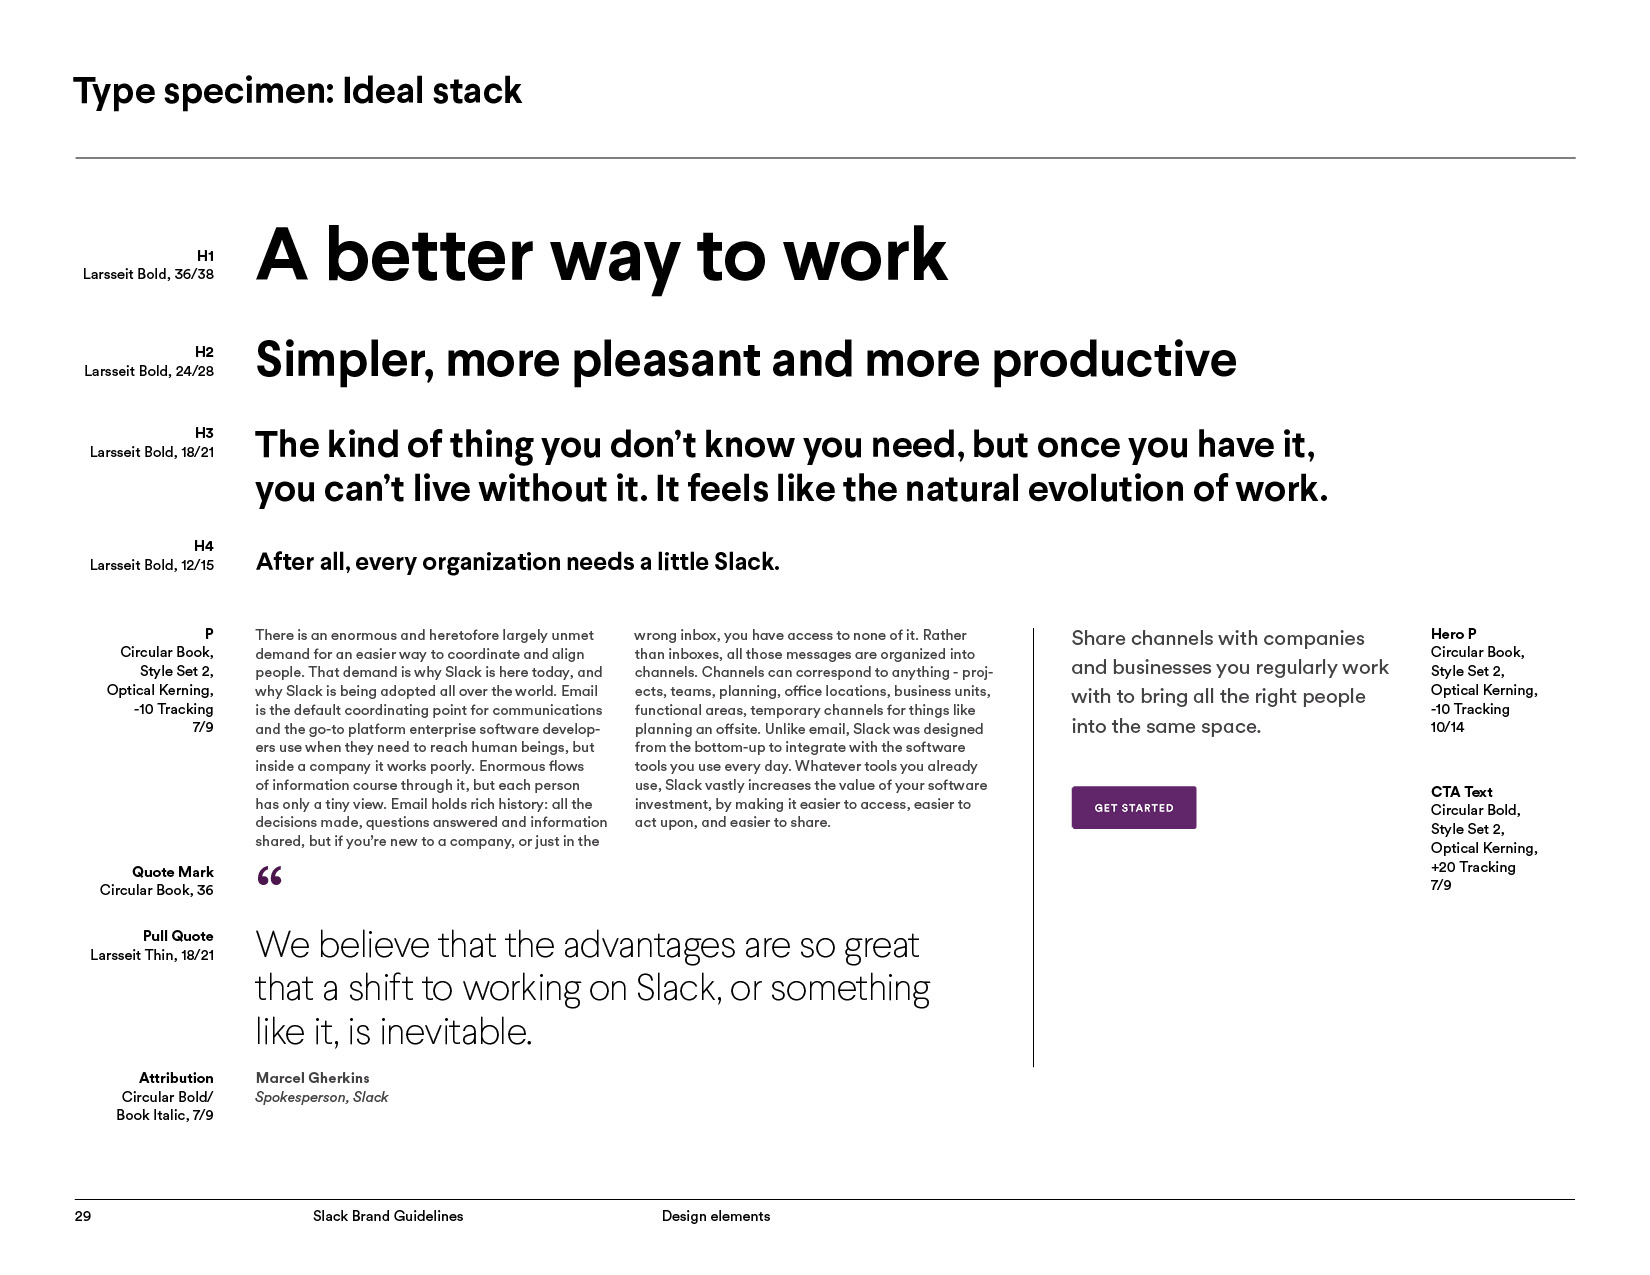 Type specimen: Ideal stack
H1
Larsseit Bold, 36/38
A better way to work
H2
Larsseit Bold, 24/28
Simpler, more pleasant and more productive
H3
Larsseit Bold, 18/21
The kind of thing you don’t know you need, but once you have it,
you can’t live without it. It feels like the natural evolution of work.
H4
Larsseit Bold, 12/15
After all, every organization needs a little Slack.
P
Circular Book,
Style Set 2,
Optical Kerning,
-10 Tracking
7/9
There is an enormous and heretofore largely unmet
demand for an easier way to coordinate and align
people. That demand is why Slack is here today, and
why Slack is being adopted all over the world. Email
is the default coordinating point for communications
and the go-to platform enterprise software develop-
ers use when they need to reach human beings, but
inside a company it works poorly. Enormous flows
of information course through it, but each person
has only a tiny view. Email holds rich history: all the
decisions made, questions answered and information
shared, but if you’re new to a company, or just in the
wrong inbox, you have access to none of it. Rather
than inboxes, all those messages are organized into
channels. Channels can correspond to anything - proj-
ects, teams, planning, office locations, business units,
functional areas, temporary channels for things like
planning an offsite. Unlike email, Slack was designed
from the bottom-up to integrate with the software
tools you use every day. Whatever tools you already
use, Slack vastly increases the value of your software
investment, by making it easier to access, easier to
act upon, and easier to share.
Share channels with companies
and businesses you regularly work
with to bring all the right people
into the same space.
Hero P
Circular Book,
Style Set 2,
Optical Kerning,
-10 Tracking
10/14
GET STARTED
CTA Text
Circular Bold,
Style Set 2,
Optical Kerning,
+20 Tracking
7/9
Quote Mark
Circular Book, 36
“
Pull Quote
Larsseit Thin, 18/21
We believe that the advantages are so great
that a shift to working on Slack, or something
like it, is inevitable.
Attribution
Circular Bold/
Book Italic, 7/9
Marcel Gherkins
Spokesperson, Slack
29
Slack Brand Guidelines
Design elements